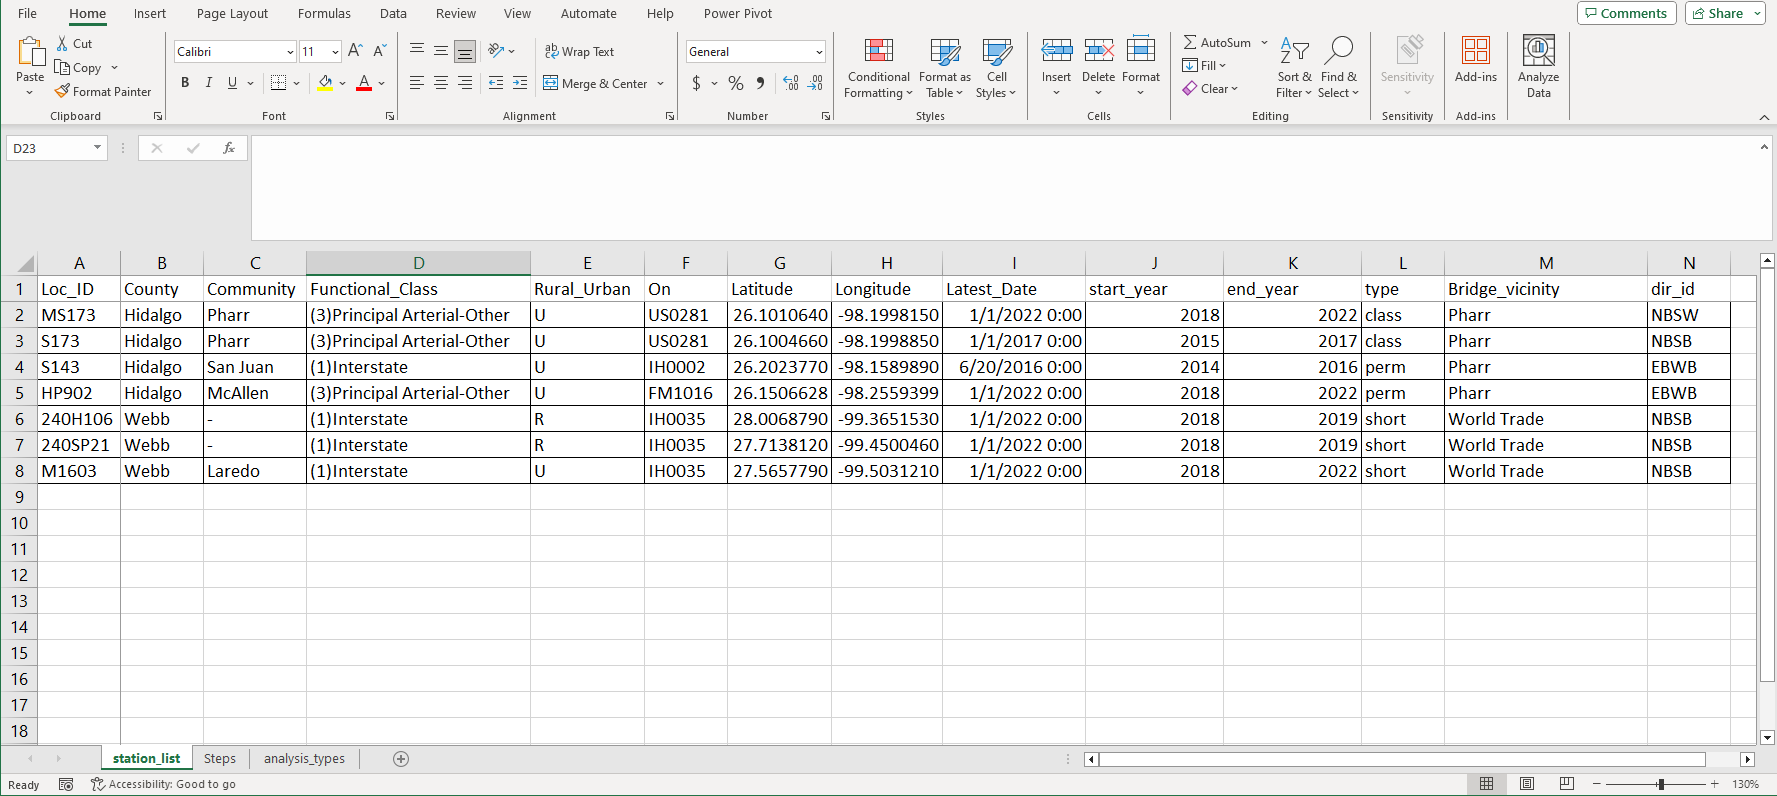 File Home Insert Page Layout Formulas Data Review View Automate Help Power Pivot Comments Share
Cut Calibri 11 A A Wrap Text General AutoSum
Paste Copy Conditional Formatting Format as Table Cell Styles Insert Delete Format Fill Sort & Filter Find & Select Sensitivity Add-ins Analyze Data
Format Painter B I U A Merge & Center $ % , Clear
Clipboard Font Alignment Number Styles Cells Editing Sensitivity Add-ins
D23 fx
A B C D E F G H I J K L M N
1 Loc_ID County Community Functional_Class Rural_Urban On Latitude Longitude Latest_Date start_year end_year type Bridge_vicinity dir_id
2 MS173 Hidalgo Pharr (3)Principal Arterial-Other U US0281 26.1010640 -98.1998150 1/1/2022 0:00 2018 2022 class Pharr NBSW
3 S173 Hidalgo Pharr (3)Principal Arterial-Other U US0281 26.1004660 -98.1998850 1/1/2017 0:00 2015 2017 class Pharr NBSB
4 S143 Hidalgo San Juan (1)Interstate U IH0002 26.2023770 -98.1589890 6/20/2016 0:00 2014 2016 perm Pharr EBWB
5 HP902 Hidalgo McAllen (3)Principal Arterial-Other U FM1016 26.1506628 -98.2559399 1/1/2022 0:00 2018 2022 perm Pharr EBWB
6 240H106 Webb - (1)Interstate R IH0035 28.0068790 -99.3651530 1/1/2022 0:00 2018 2019 short World Trade NBSB
7 240SP21 Webb - (1)Interstate R IH0035 27.7138120 -99.4500460 1/1/2022 0:00 2018 2019 short World Trade NBSB
8 M1603 Webb Laredo (1)Interstate U IH0035 27.5657790 -99.5031210 1/1/2022 0:00 2018 2022 short World Trade NBSB
9
10
11
12
13
14
15
16
17
18
station_list Steps analysis_types
Ready Accessibility: Good to go 130%